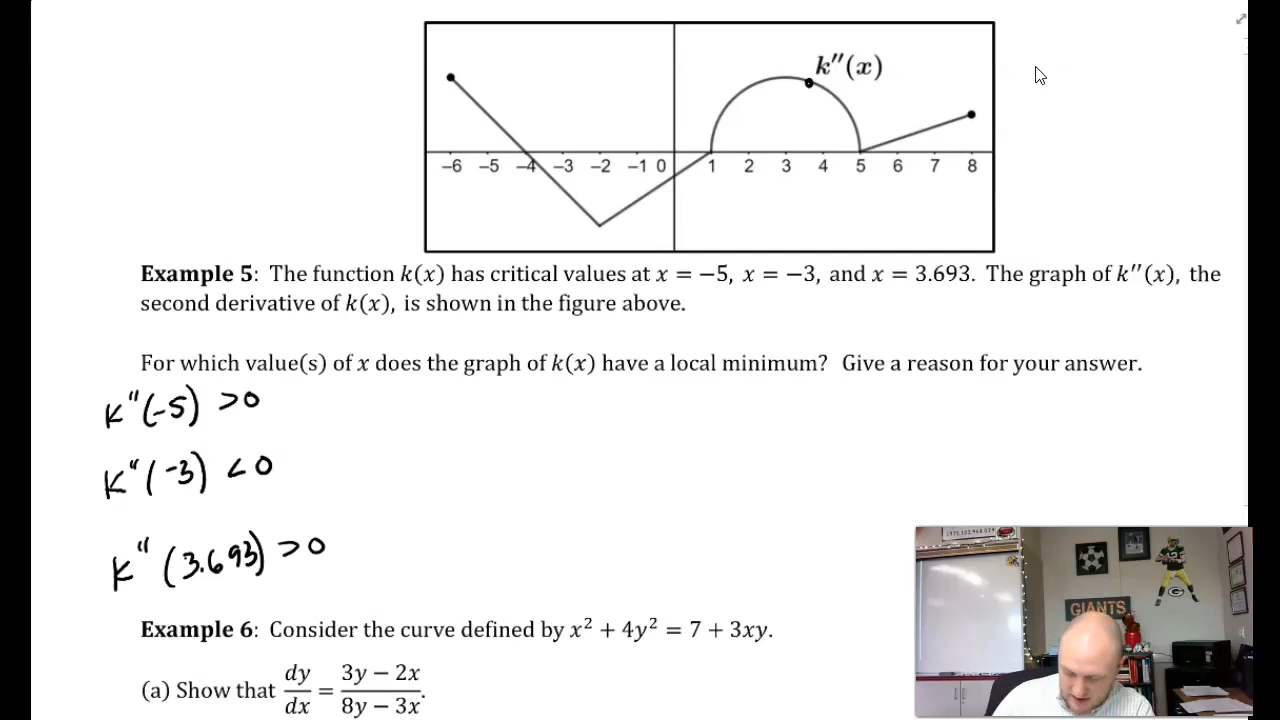 k″(x)
−6 −5 −4 −3 −2 −1 0 1 2 3 4 5 6 7 8
Example 5: The function k(x) has critical values at x = −5, x = −3, and x = 3.693. The graph of k″(x), the
second derivative of k(x), is shown in the figure above.
For which value(s) of x does the graph of k(x) have a local minimum? Give a reason for your answer.
K"(-5) >0
K"(-3) <0
K"(3.693) >0
Example 6: Consider the curve defined by x² + 4y² = 7 + 3xy.
(a) Show that dy/dx = 3y − 2x/8y − 3x.
GIANTS
G